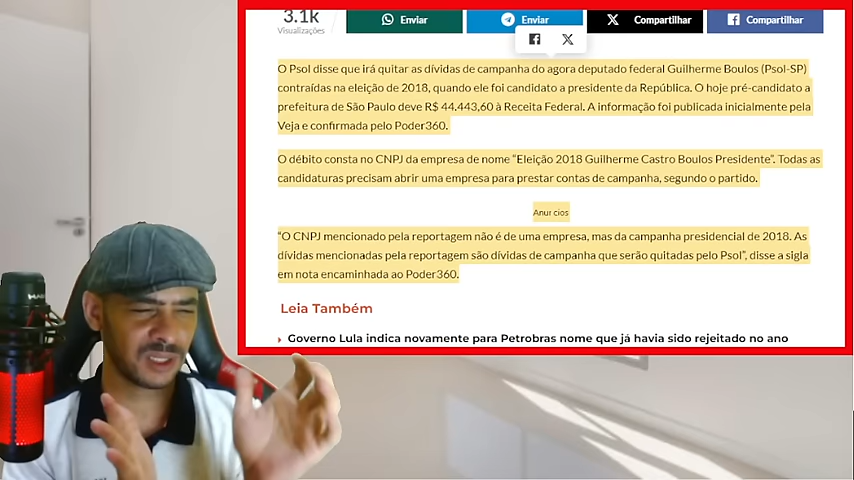 3.1k
Visualizações
Enviar
Enviar
Compartilhar
Compartilhar
O Psol disse que irá quitar as dívidas de campanha do agora deputado federal Guilherme Boulos (Psol-SP)
contraídas na eleição de 2018, quando ele foi candidato a presidente da República. O hoje pré-candidato a
prefeitura de São Paulo deve R$ 44.443,60 à Receita Federal. A informação foi publicada inicialmente pela
Veja e confirmada pelo Poder360.
O débito consta no CNPJ da empresa de nome “Eleição 2018 Guilherme Castro Boulos Presidente”. Todas as
candidaturas precisam abrir uma empresa para prestar contas de campanha, segundo o partido.
Anuncios
“O CNPJ mencionado pela reportagem não é de uma empresa, mas da campanha presidencial de 2018. As
dívidas mencionadas pela reportagem são dívidas de campanha que serão quitadas pelo Psol”, disse a sigla
em nota encaminhada ao Poder360.
Leia Também
Governo Lula indica novamente para Petrobras nome que já havia sido rejeitado no ano